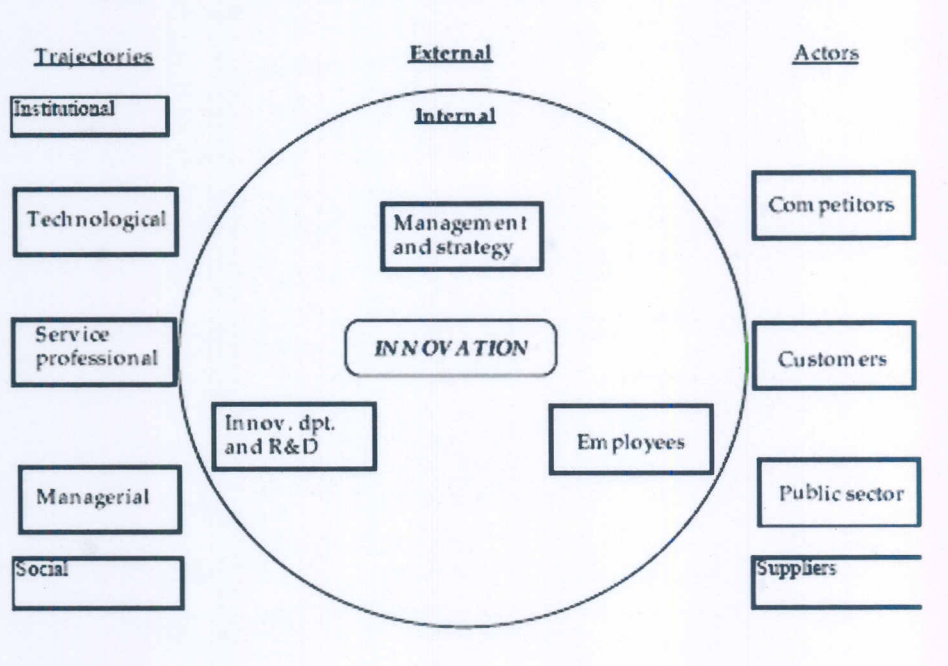 Trajectories
External
Actors
Institutional
Internal
Technological
Management
and strategy
Competitors
Service
professional
INNOVATION
Customers
Innov. dpt.
and R&D
Employees
Managerial
Public sector
Social
Suppliers